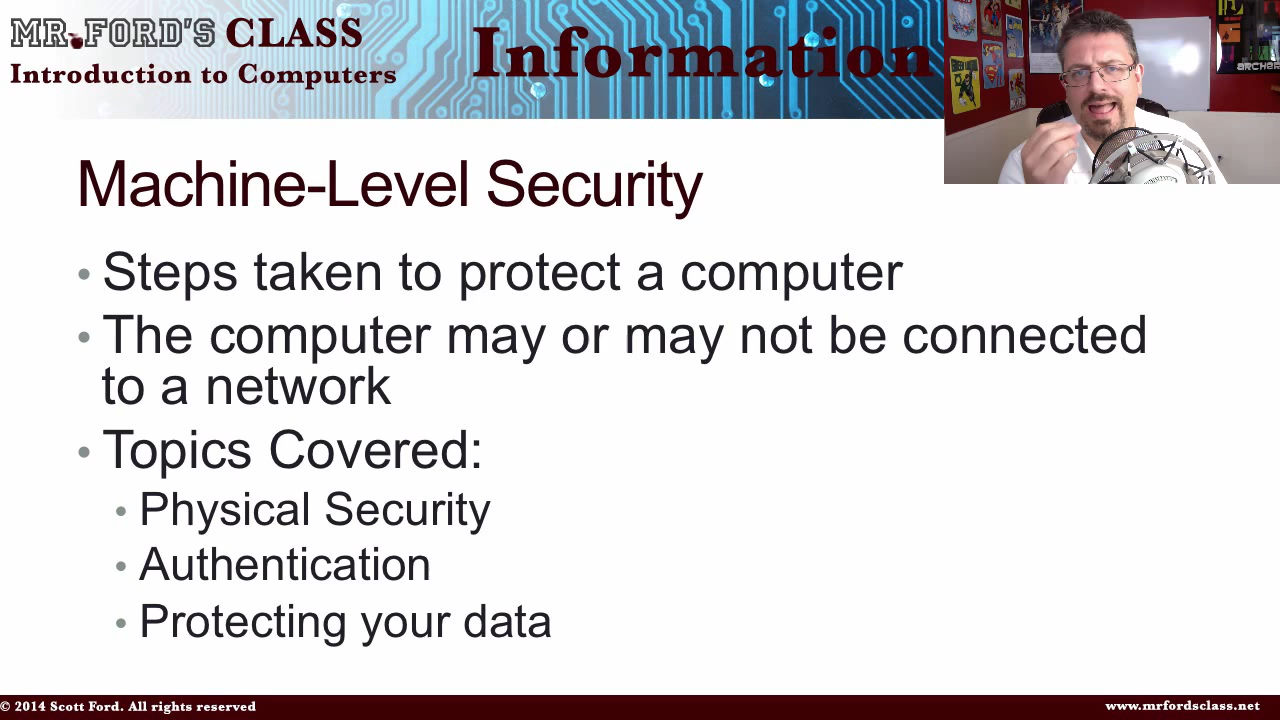 MR. FORD'S CLASS
Introduction to Computers
Information
ARCHER
Machine-Level Security
• Steps taken to protect a computer
• The computer may or may not be connected
to a network
• Topics Covered:
• Physical Security
• Authentication
• Protecting your data
© 2014 Scott Ford. All rights reserved
www.mrfordsclass.net